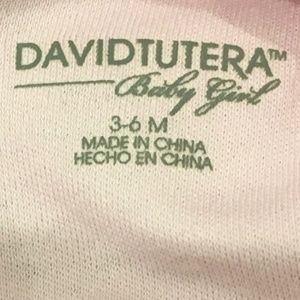 DAVIDTUTERA™
Baby Girl
3-6 M
MADE IN CHINA
HECHO EN CHINA